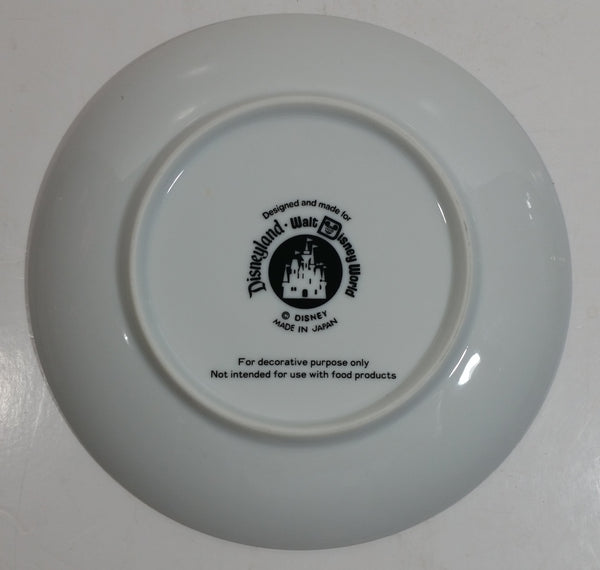 Designed and made for
Disneyland · Walt Disney World
© DISNEY
MADE IN JAPAN
For decorative purpose only
Not intended for use with food products